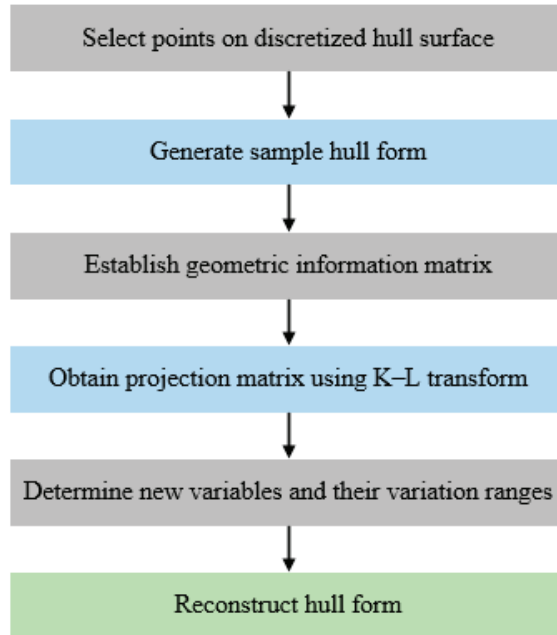 Select points on discretized hull surface
Generate sample hull form
Establish geometric information matrix
Obtain projection matrix using K–L transform
Determine new variables and their variation ranges
Reconstruct hull form